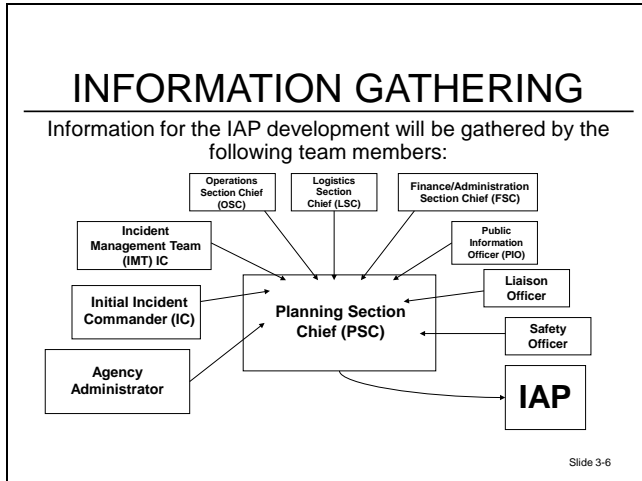 INFORMATION GATHERING
Information for the IAP development will be gathered by the
following team members:
Operations
Section Chief
(OSC)
Logistics
Section
Chief (LSC)
Finance/Administration
Section Chief (FSC)
Incident
Management Team
(IMT) IC
Public
Information
Officer (PIO)
Initial Incident
Commander (IC)
Planning Section
Chief (PSC)
Liaison
Officer
Safety
Officer
Agency
Administrator
IAP
Slide 3-6